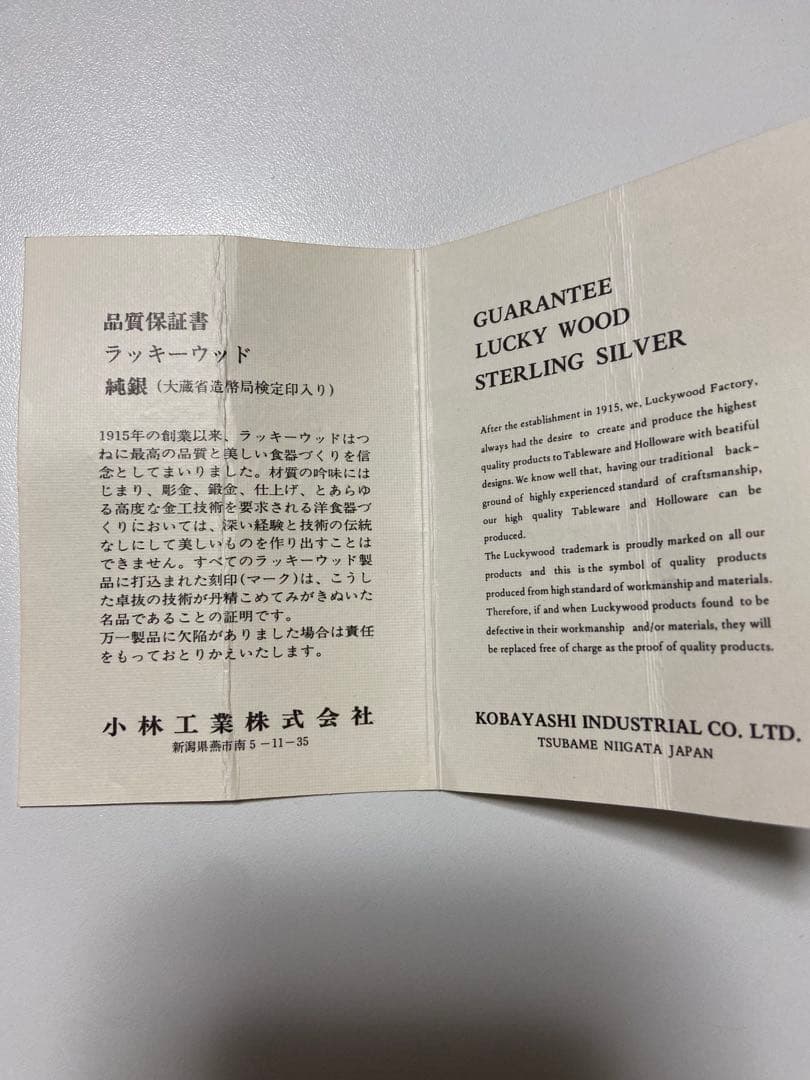 品質保証書
ラッキーウッド
純銀（大蔵省造幣局検定印入り）
1915年の創業以来、ラッキーウッドはつ
ねに最高の品質と美しい食器づくりを信
念としてまいりました。材質の吟味には
じまり、彫金、鍛金、仕上げ、とあらゆ
る高度な金工技術を要求される洋食器づ
くりにおいては、深い経験と技術の伝統
なしにして美しいものを作り出すことは
できません。すべてのラッキーウッド製
品に打込まれた刻印(マーク)は、こうし
た卓抜の技術が丹精こめてみがきぬいた
名品であることの証明です。
万一製品に欠陥がありました場合は責任
をもっておとりかえいたします。
小林工業株式会社
新潟県燕市南5－11－35
GUARANTEE
LUCKY WOOD
STERLING SILVER
After the establishment in 1915, we, Luckywood Factory,
always had the desire to create and produce the highest
quality products to Tableware and Holloware with beatiful
designs. We know well that, having our traditional back-
ground of highly experienced standard of craftsmanship,
our high quality Tableware and Holloware can be
produced.
The Luckywood trademark is proudly marked on all our
products and this is the symbol of quality products
produced from high standard of workmanship and materials.
Therefore, if and when Luckywood products found to be
defective in their workmanship and/or materials, they will
be replaced free of charge as the proof of quality products.
KOBAYASHI INDUSTRIAL CO. LTD.
TSUBAME NIIGATA JAPAN